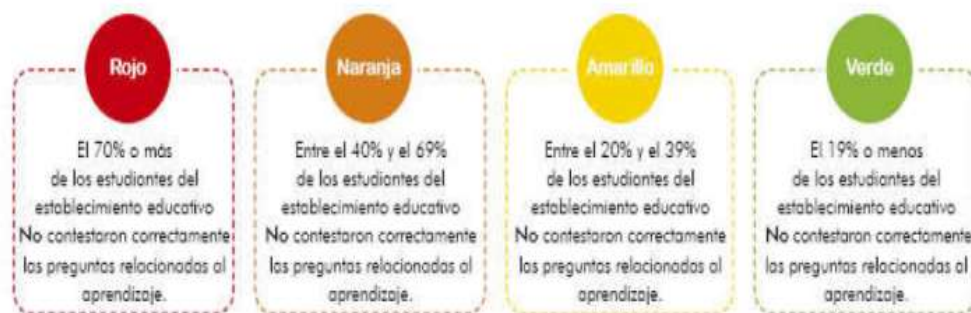 Rojo
El 70% o más
de los estudiantes del
establecimiento educativo
No contestaron correctamente
las preguntas relacionadas al
aprendizaje.
Naranja
Entre el 40% y el 69%
de los estudiantes del
establecimiento educativo
No contestaron correctamente
las preguntas relacionadas al
aprendizaje.
Amarillo
Entre el 20% y el 39%
de los estudiantes del
establecimiento educativo
No contestaron correctamente
las preguntas relacionadas al
aprendizaje.
Verde
El 19% o menos
de los estudiantes del
establecimiento educativo
No contestaron correctamente
las preguntas relacionadas al
aprendizaje.